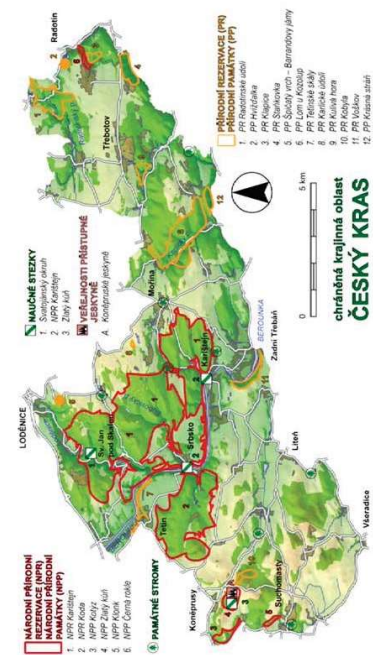 NÁRODNÍ PŘÍRODNÍ
REZERVACE (NPR)
NÁRODNÍ PŘÍRODNÍ
PAMÁTKY (NPP)
1. NPR Karlštejn
2. NPR Koda
3. NPP Kotýz
4. NPP Zlatý kůň
5. NPP Klonk
6. NPP Černá rokle
PAMÁTNÉ STROMY
NAUČNÉ STEZKY
1. Svatojánský okruh
2. NPR Karlštejn
3. Zlatý kůň
VEŘEJNOSTI PŘÍSTUPNÉ
JESKYNĚ
A. Koněpruské jeskyně
PŘÍRODNÍ REZERVACE (PR)
PŘÍRODNÍ PAMÁTKY (PP)
1. PR Radotínské údolí
2. PP Hvížďalka
3. PR Klapice
4. PR Staňkovka
5. PP Špičatý vrch – Barrandovy jámy
6. PP Lom u Kozolup
7. PR Tetínské skály
8. PR Karlické údolí
9. PR Kulivá hora
10. PR Kobyla
11. PR Voškov
12. PP Krásná stráň
LODĚNICE
Sv. Jan
pod Skalou
Tetín
Srbsko
Karlštejn
Mořina
Třebotov
Radotín
BEROUNKA
Zadní Třebáň
Liteň
Všeradice
Suchomasty
Koněprusy
0
5 km
chráněná krajinná oblast
ČESKÝ KRAS